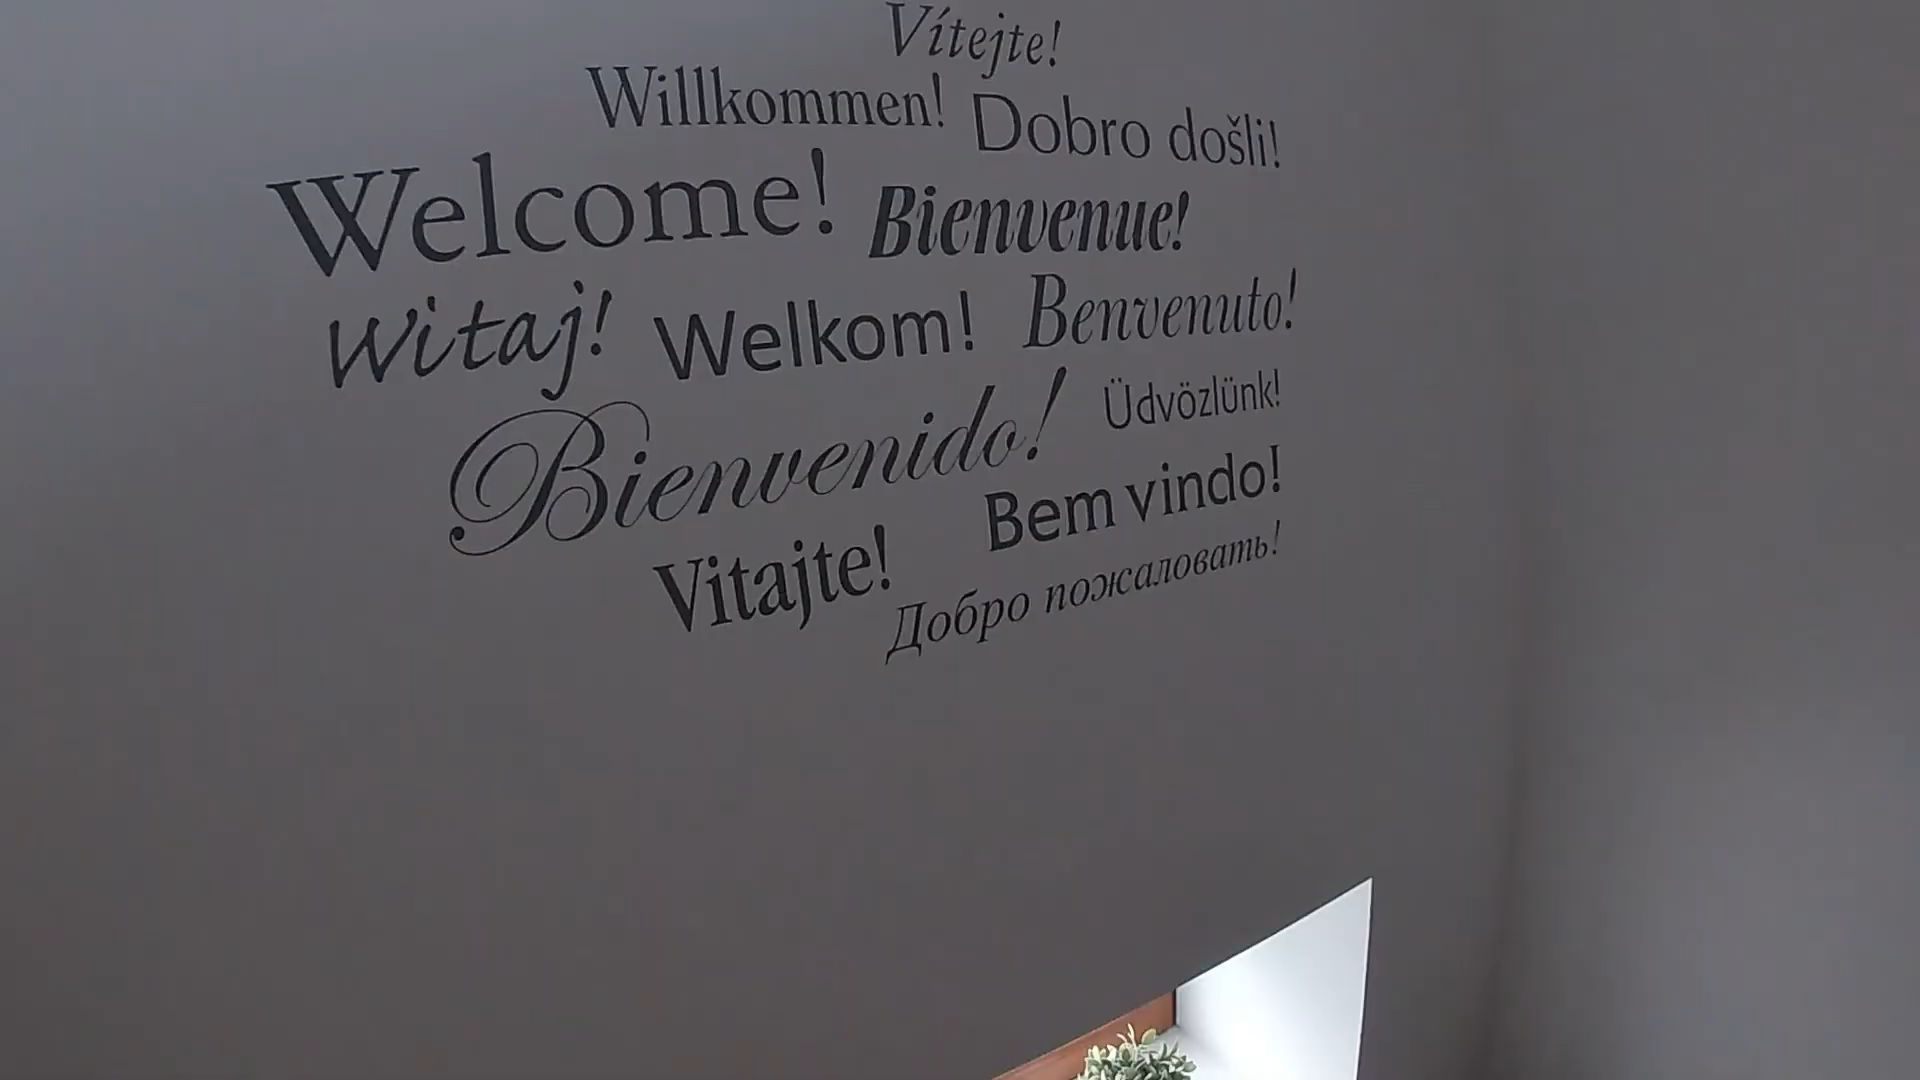 Vítejte!
Willkommen! Dobro došli!
Welcome! Bienvenue!
Witaj! Welkom! Benvenuto!
Bienvenido! Üdvözlünk!
Vitajte! Bem vindo!
Добро пожаловать!